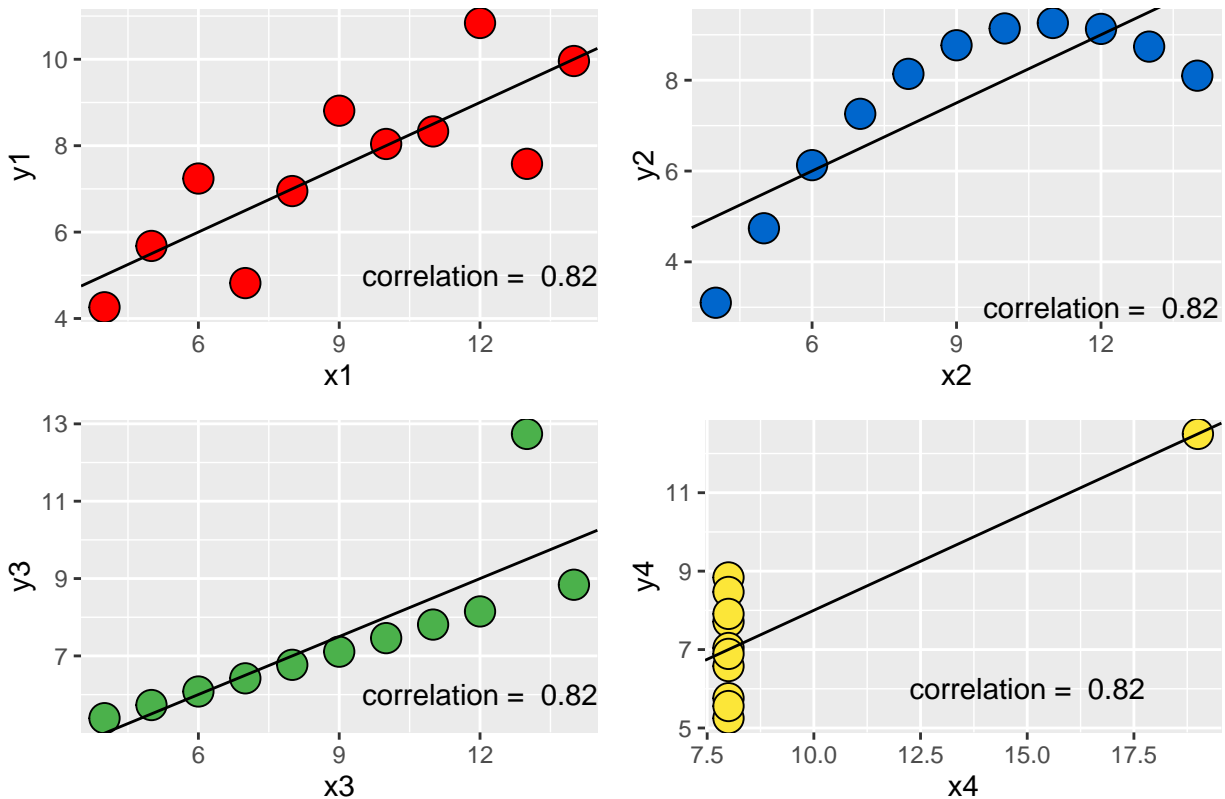 10
8
6
4
y1
correlation = 0.82
6
9
12
x1
8
6
4
y2
correlation = 0.82
6
9
12
x2
13
11
9
7
y3
correlation = 0.82
6
9
12
x3
11
9
7
5
y4
correlation = 0.82
7.5
10.0
12.5
15.0
17.5
x4